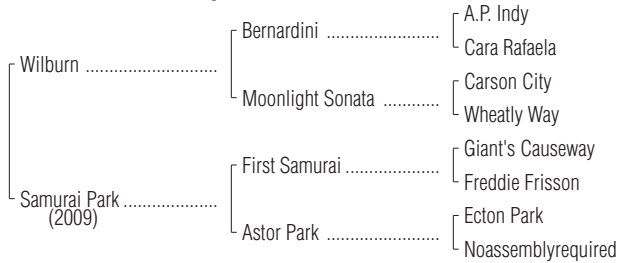 A.P. Indy
Bernardini ........................
Cara Rafaela
Wilburn ............................
Carson City
Moonlight Sonata ............
Wheatly Way
Giant's Causeway
First Samurai ....................
Freddie Frisson
Samurai Park ....................
(2009)
Ecton Park
Astor Park ........................
Noassemblyrequired